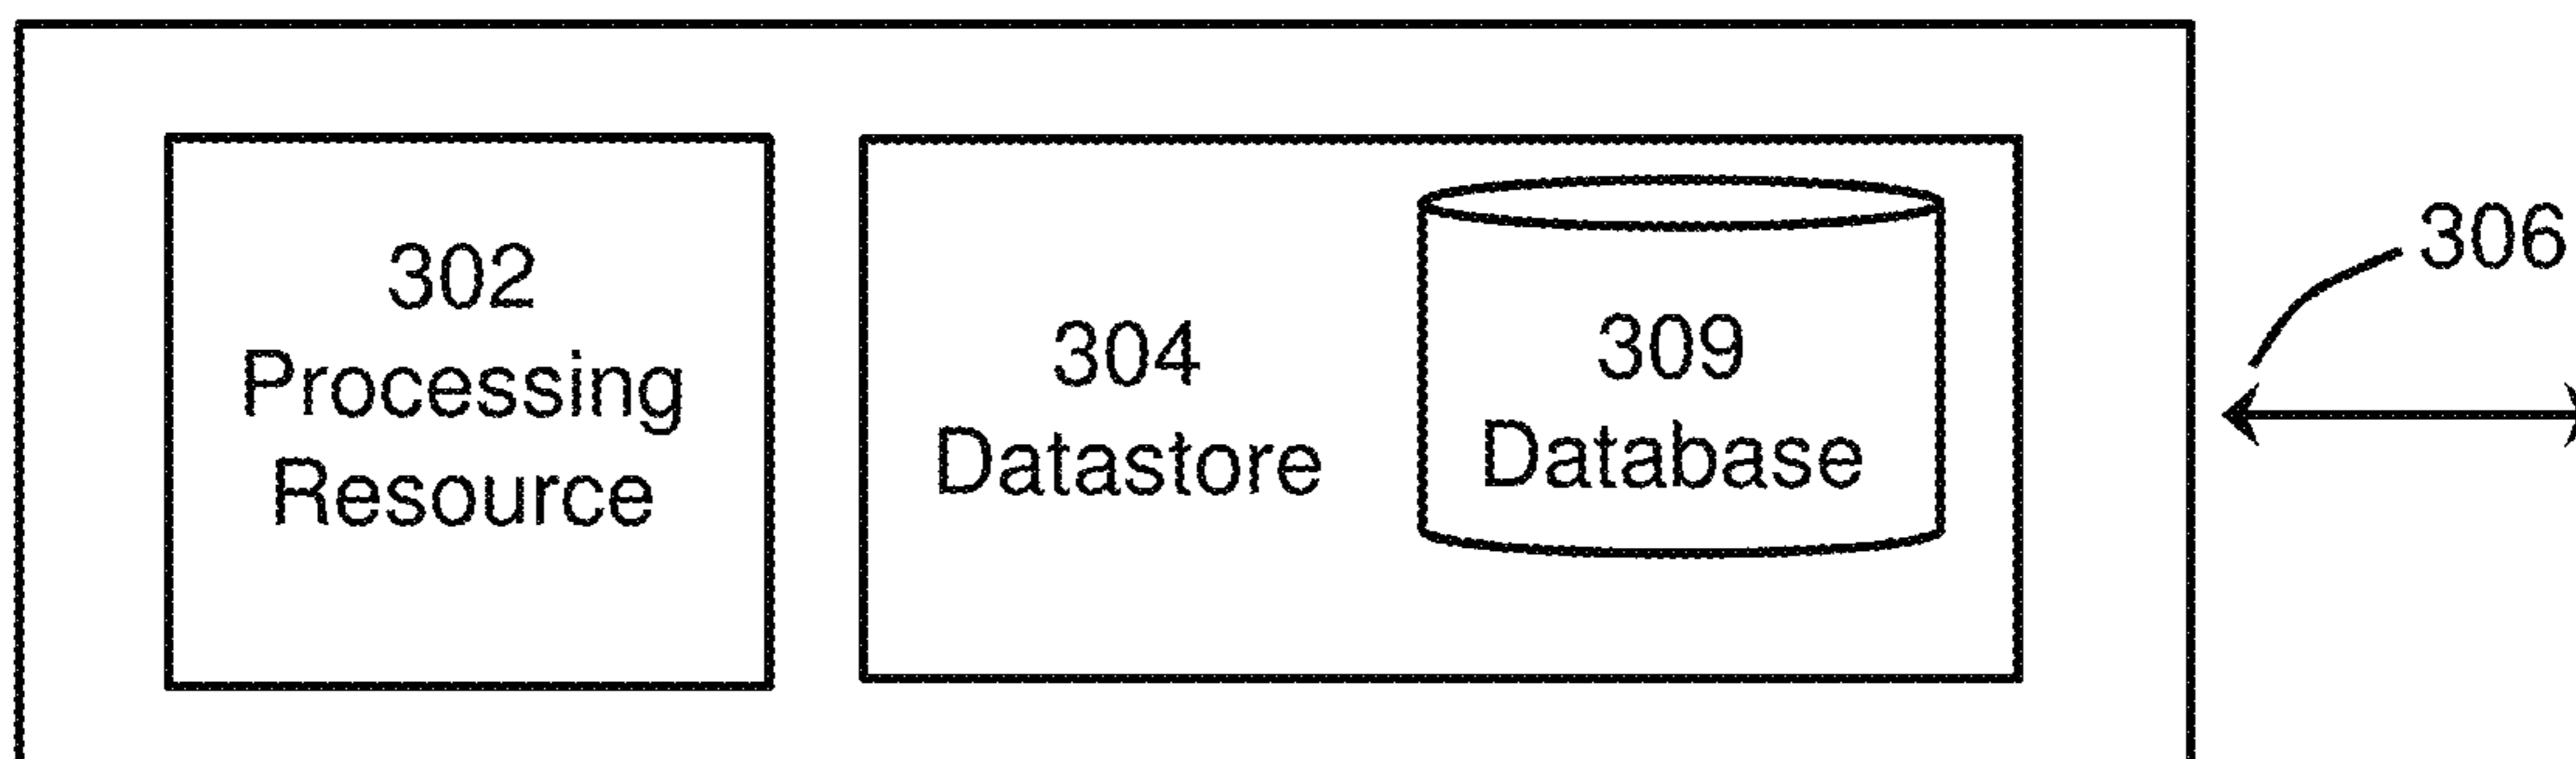 302
Processing
Resource
304
Datastore
309
Database
306